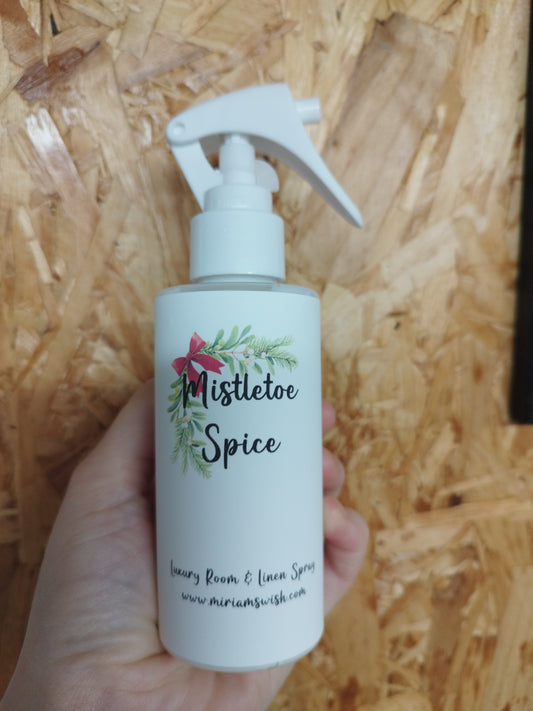 Mistletoe
Spice
Luxury Room & Linen Spray
www.miriamswish.com